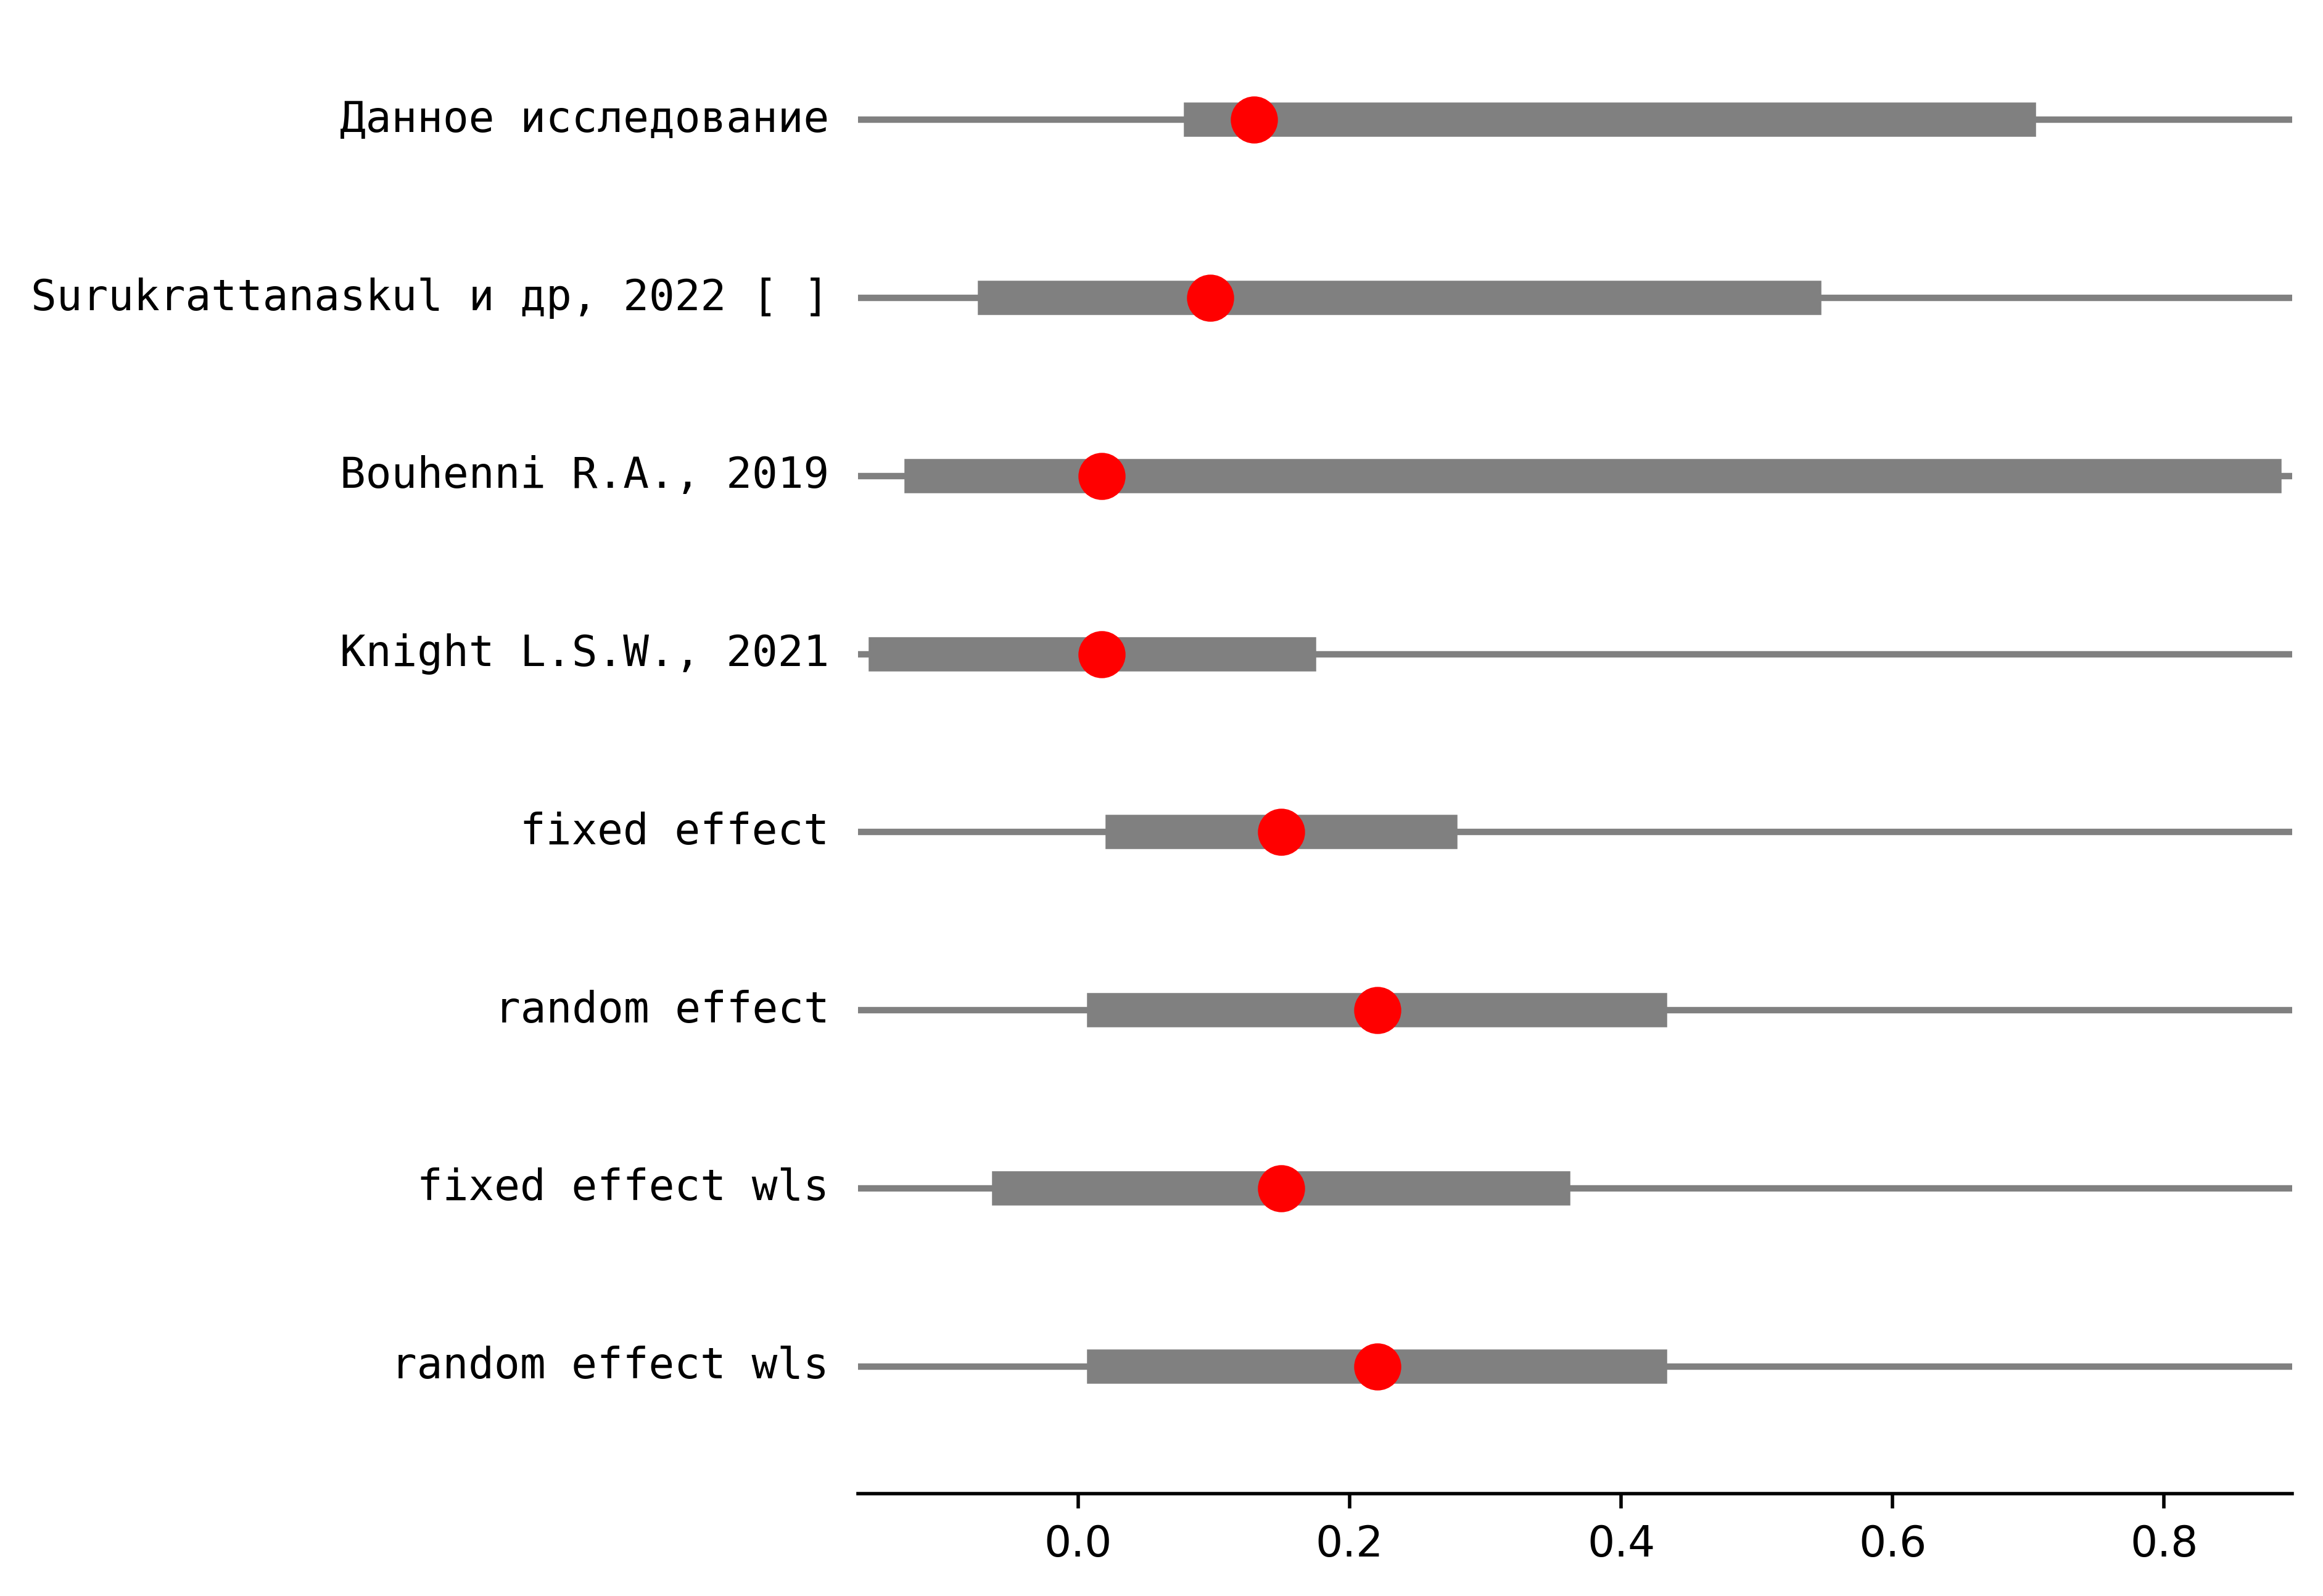 Данное исследование
Surukrattanaskul и др, 2022 [ ]
Bouhenni R.A., 2019
Knight L.S.W., 2021
fixed effect
random effect
fixed effect wls
random effect wls
0.0 0.2 0.4 0.6 0.8